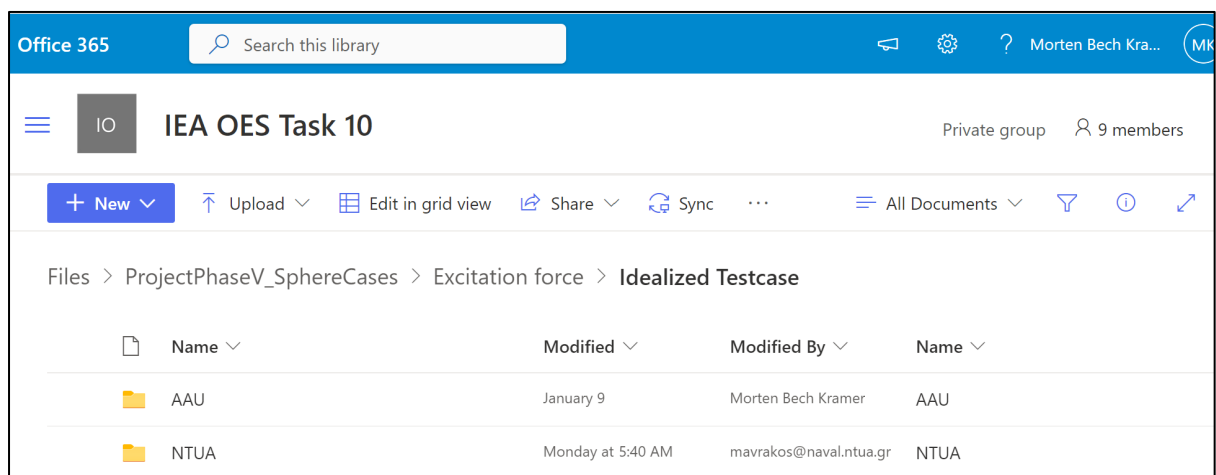 Office 365 Search this library ? Morten Bech Kra... MK
IO IEA OES Task 10 Private group 9 members
+ New Upload Edit in grid view Share Sync ... All Documents
Files > ProjectPhaseV_SphereCases > Excitation force > Idealized Testcase
Name Modified Modified By Name
AAU January 9 Morten Bech Kramer AAU
NTUA Monday at 5:40 AM mavrakos@naval.ntua.gr NTUA